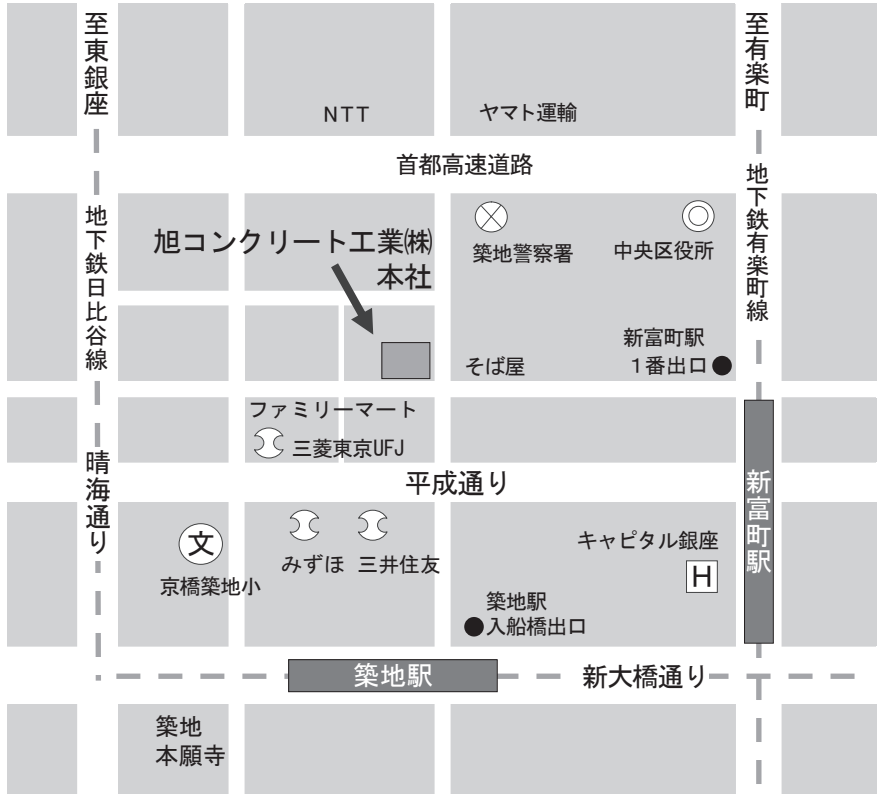 至東銀座
至有楽町
NTT
ヤマト運輸
首都高速道路
地下鉄日比谷線
地下鉄有楽町線
旭コンクリート工業㈱
本社
築地警察署
中央区役所
新富町駅
1番出口
そば屋
ファミリーマート
三菱東京UFJ
平成通り
晴海通り
新富町駅
文
京橋築地小
みずほ
三井住友
キャピタル銀座
H
築地駅
入船橋出口
築地駅
新大橋通り
築地
本願寺